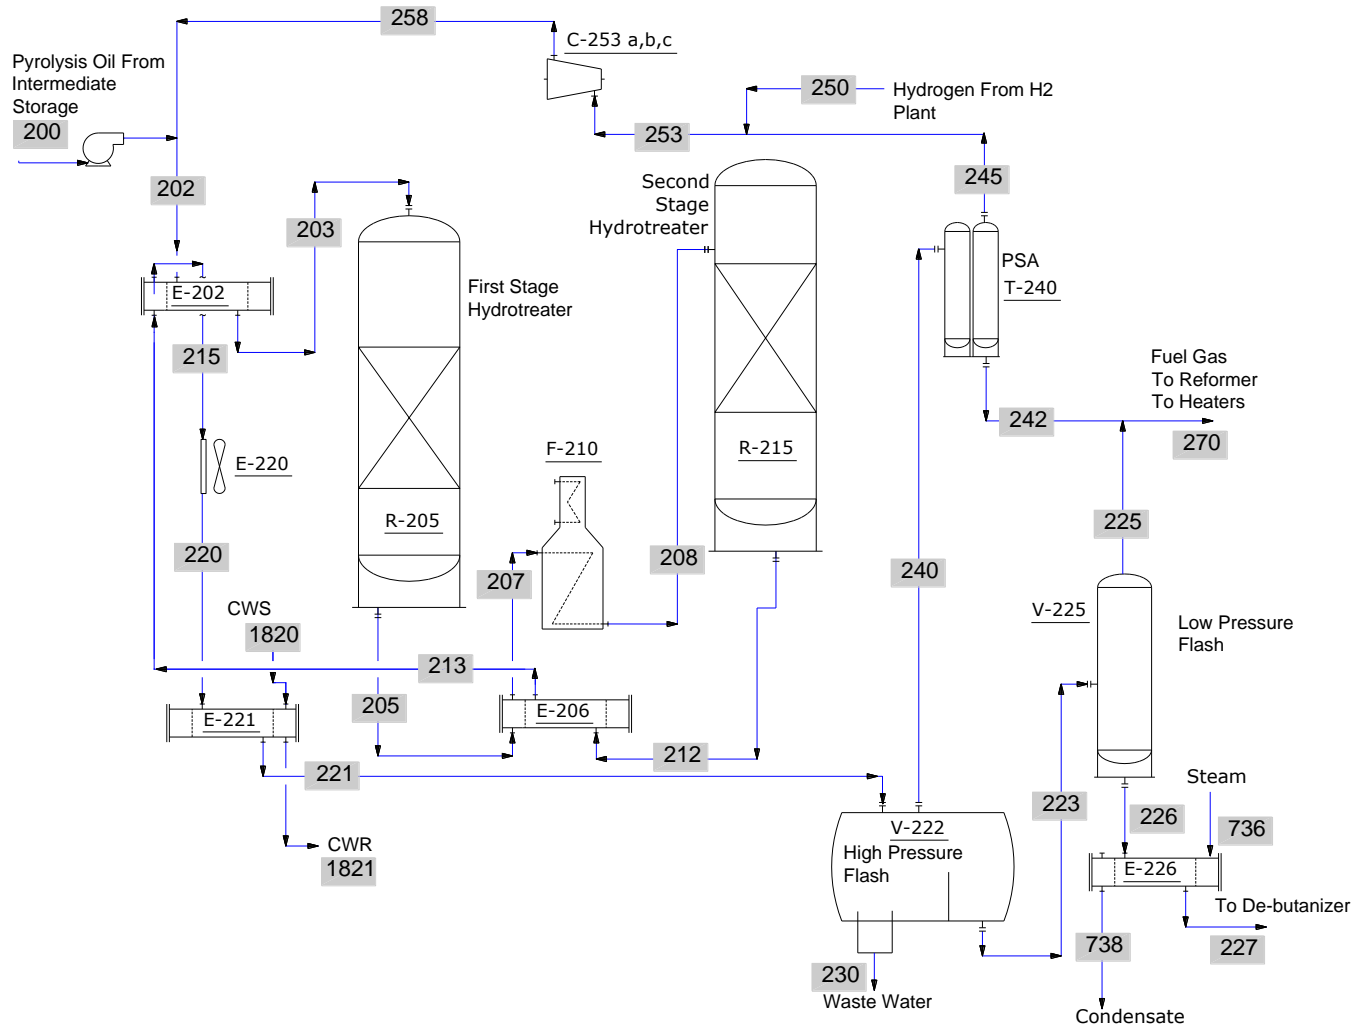 258
C-253 a,b,c
Pyrolysis Oil From
Intermediate
Storage
200
250
Hydrogen From H2
Plant
253
202
203
Second
Stage
Hydrotreater
245
E-202
First Stage
Hydrotreater
PSA
T-240
215
Fuel Gas
To Reformer
To Heaters
242
270
E-220
F-210
R-215
R-205
220
207
208
240
225
CWS
1820
V-225
Low Pressure
Flash
213
205
E-221
E-206
212
221
223
Steam
226
736
V-222
High Pressure
Flash
CWR
1821
E-226
To De-butanizer
738
227
230
Waste Water
Condensate